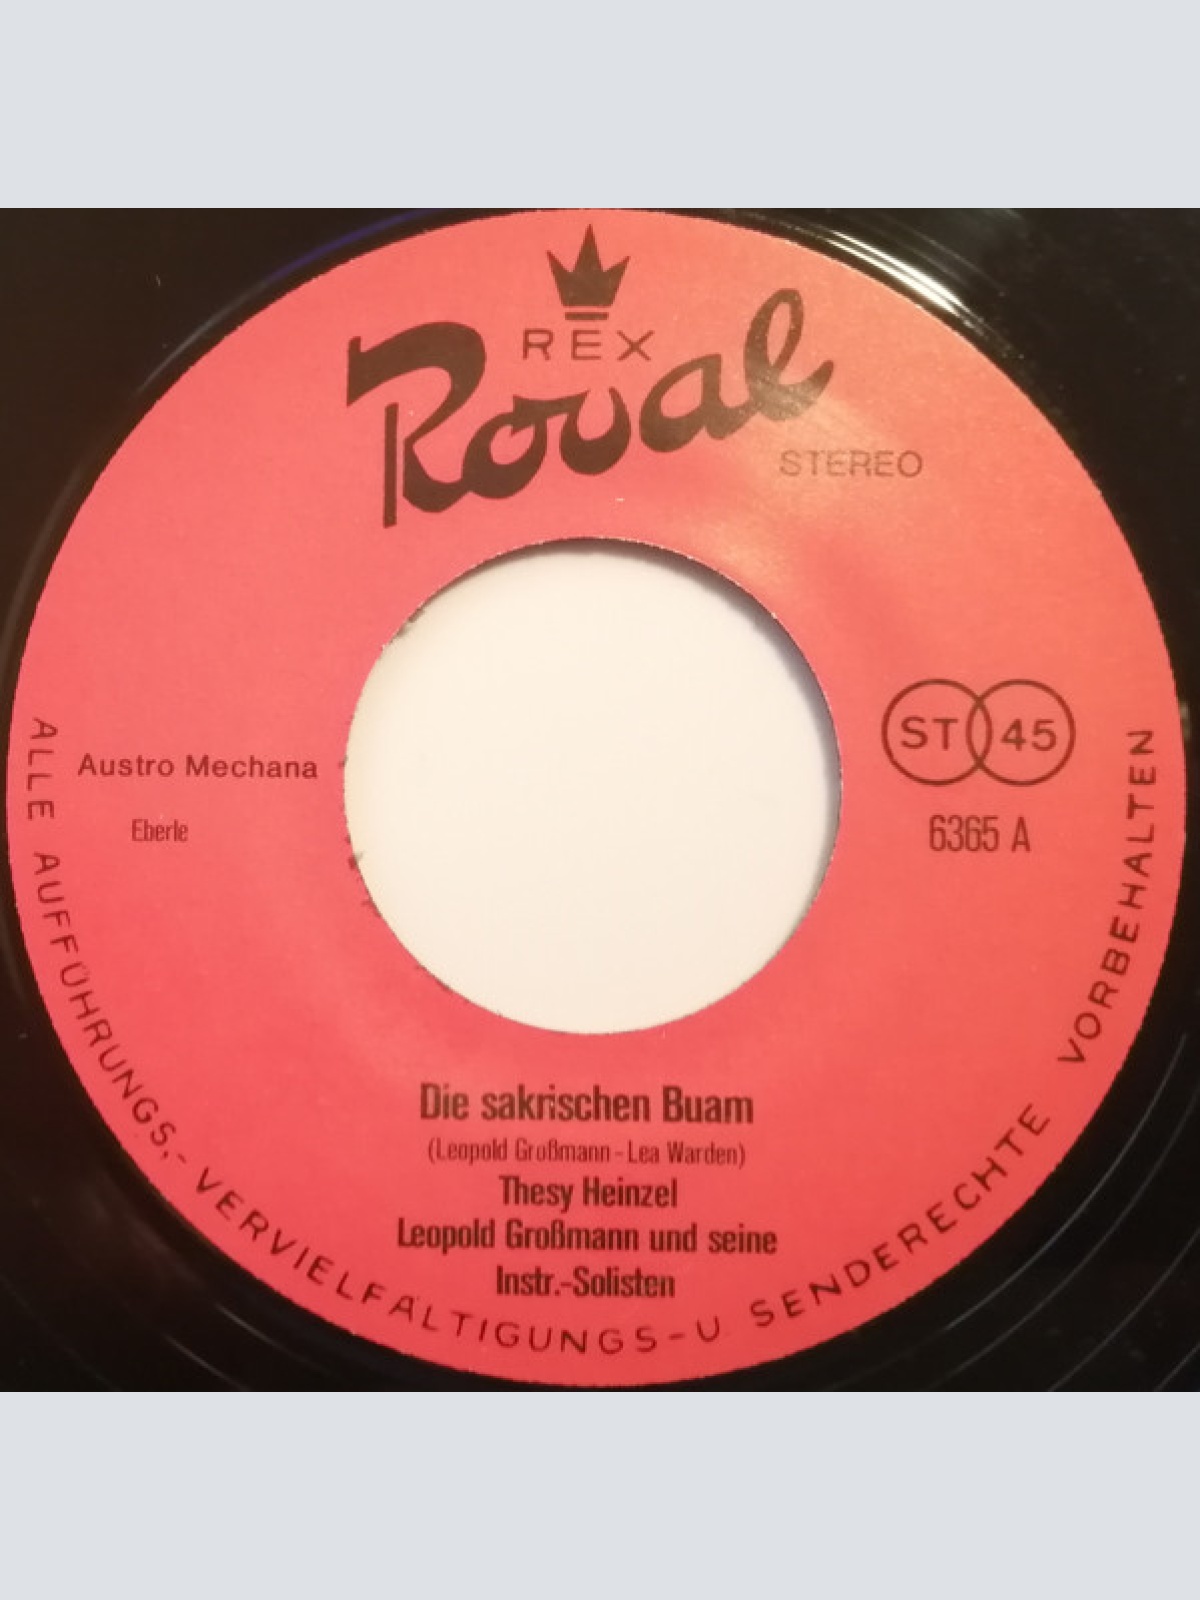 REX
Royal
STEREO
ST 45
Austro Mechana
Eberle
6365 A
Die sakrischen Buam
(Leopold Großmann - Lea Warden)
Thesy Heinzel
Leopold Großmann und seine
Instr.-Solisten
ALLE AUFFÜHRUNGS,- VERVIELFÄLTIGUNGS-U SENDERECHTE VORBEHALTEN